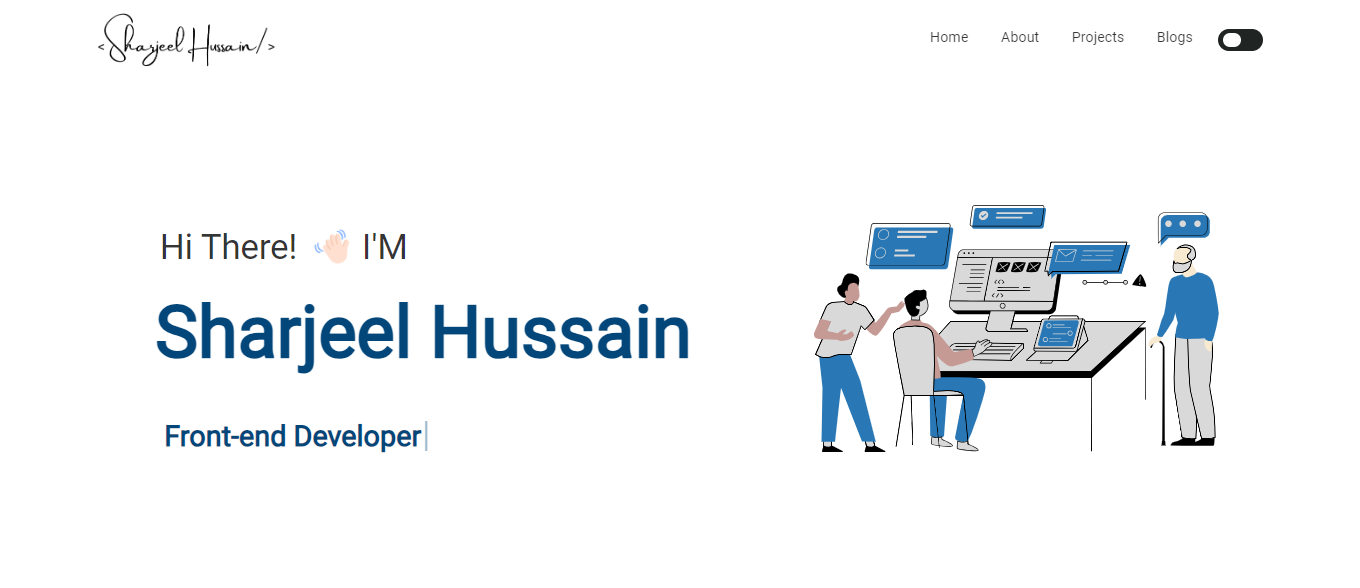 <Sharjeel Hussain/>
Home About Projects Blogs
Hi There! 👋🏻 I'M
Sharjeel Hussain
Front-end Developer|